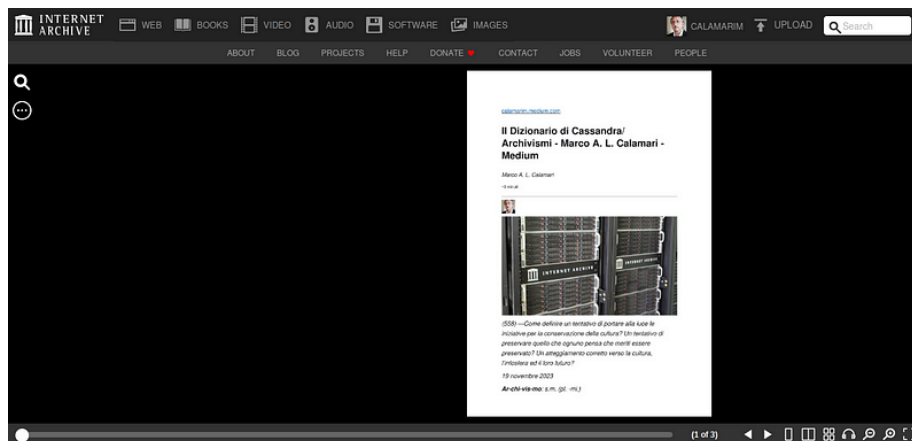 INTERNET ARCHIVE
WEB BOOKS VIDEO AUDIO SOFTWARE IMAGES CALAMARIM UPLOAD Search
ABOUT BLOG PROJECTS HELP DONATE CONTACT JOBS VOLUNTEER PEOPLE
calamarim.medium.com
Il Dizionario di Cassandra/
Archivismi - Marco A. L. Calamari -
Medium
Marco A. L. Calamari
INTERNET ARCHIVE
INTERNET ARCHIVE
(558) —Come definire un tentativo di portare alla luce le
iniziative per la conservazione della cultura? Un tentativo di
preservare quello che ognuno pensa che meriti essere
preservato? Un atteggiamento corretto verso la cultura,
l'infosfera ed il loro futuro?
19 novembre 2023
Ar-chi-vis-mo: s.m. (pl. -mi,)
(1 of 3)